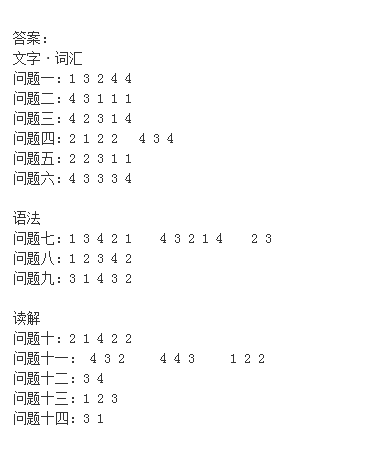 答案：
文字·词汇
问题一：1 3 2 4 4
问题二：4 3 1 1 1
问题三：4 2 3 1 4
问题四：2 1 2 2 4 3 4
问题五：2 2 3 1 1
问题六：4 3 3 3 4
语法
问题七：1 3 4 2 1 4 3 2 1 4 2 3
问题八：1 2 3 4 2
问题九：3 1 4 3 2
读解
问题十：2 1 4 2 2
问题十一： 4 3 2 4 4 3 1 2 2
问题十二：3 4
问题十三：1 2 3
问题十四：3 1